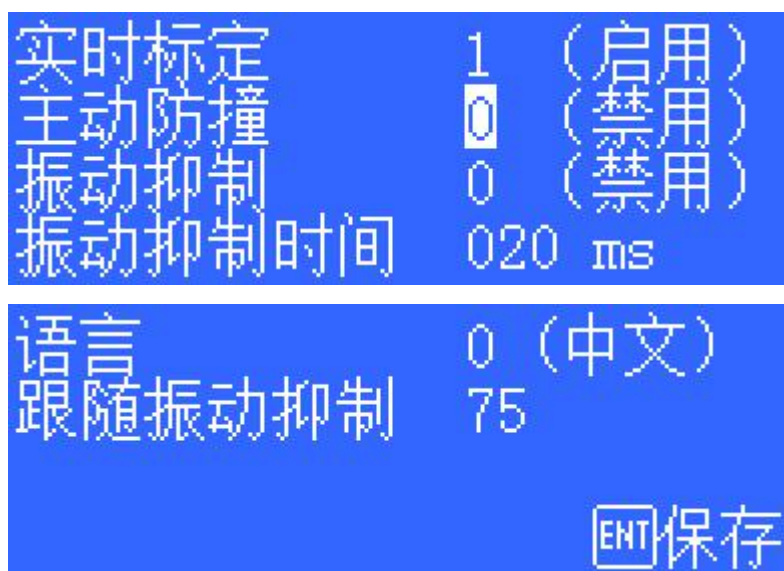 实时标定 1 (启用)
主动防撞 0 (禁用)
振动抑制 0 (禁用)
振动抑制时间 020 ms
语言 0 (中文)
跟随振动抑制 75
ENT保存